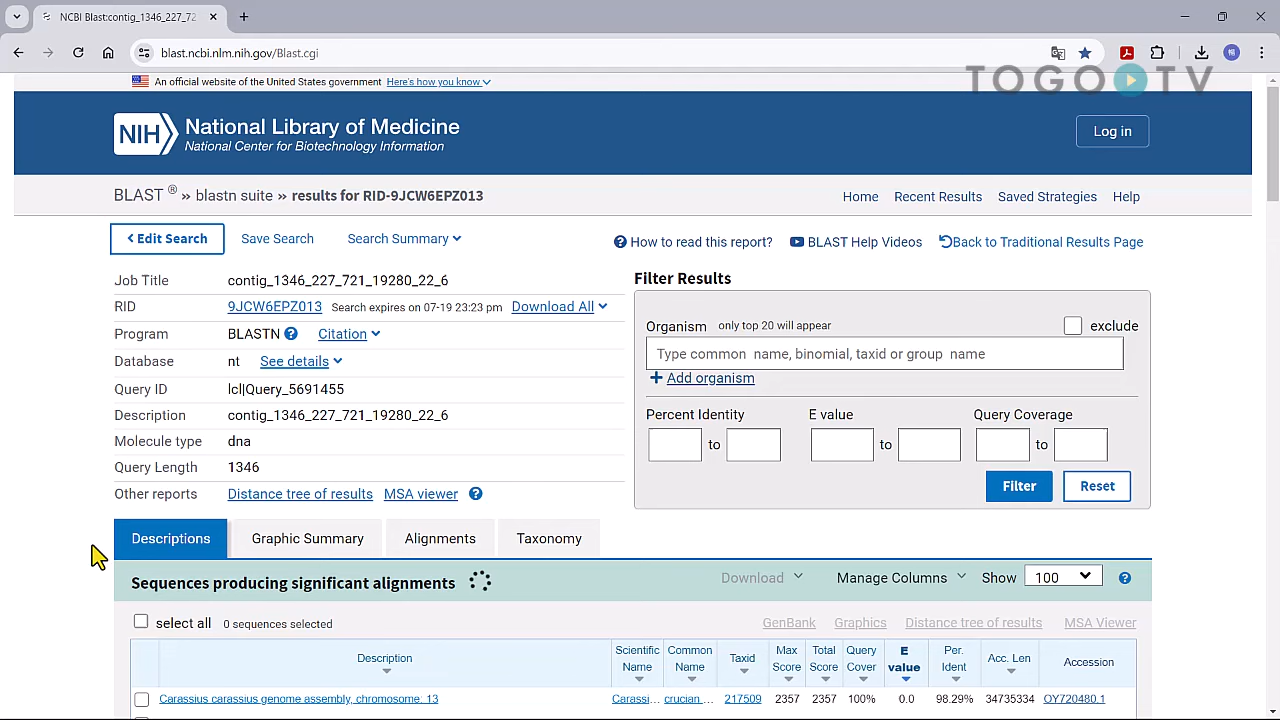 NCBI Blast:contig_1346_227_72
blast.ncbi.nlm.nih.gov/Blast.cgi
TOGO TV
An official website of the United States government Here's how you know
NIH National Library of Medicine
National Center for Biotechnology Information
Log in
BLAST ® » blastn suite » results for RID-9JCW6EPZ013
Home Recent Results Saved Strategies Help
Edit Search Save Search Search Summary
How to read this report? BLAST Help Videos Back to Traditional Results Page
Job Title contig_1346_227_721_19280_22_6
RID 9JCW6EPZ013 Search expires on 07-19 23:23 pm Download All
Program BLASTN Citation
Database nt See details
Query ID lcl|Query_5691455
Description contig_1346_227_721_19280_22_6
Molecule type dna
Query Length 1346
Other reports Distance tree of results MSA viewer
Filter Results
Organism only top 20 will appear exclude
Type common name, binomial, taxid or group name
Add organism
Percent Identity E value Query Coverage
to to to
Filter Reset
Descriptions Graphic Summary Alignments Taxonomy
Sequences producing significant alignments Download Manage Columns Show 100
select all 0 sequences selected GenBank Graphics Distance tree of results MSA Viewer
Description Scientific Name Common Name Taxid Max Score Total Score Query Cover E value Per. Ident Acc. Len Accession
Carassius carassius genome assembly, chromosome: 13 Carassi... crucian ... 217509 2357 2357 100% 0.0 98.29% 34735334 OY720480.1